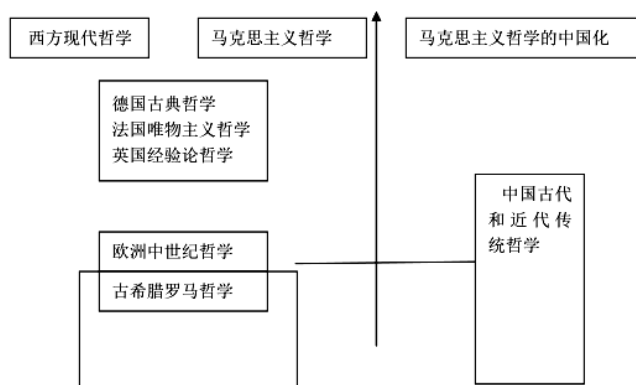 西方现代哲学
马克思主义哲学
马克思主义哲学的中国化
德国古典哲学
法国唯物主义哲学
英国经验论哲学
中国古代
和近代传
统哲学
欧洲中世纪哲学
古希腊罗马哲学